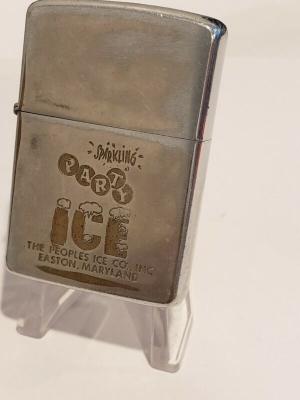 SPARKLING
PARTY
ICE
THE PEOPLES ICE CO., INC.
EASTON, MARYLAND